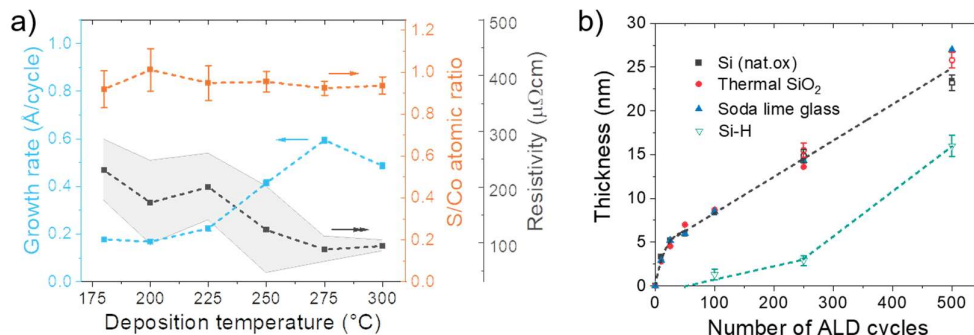 a)
Growth rate (Å/cycle)
1.0
0.8
0.6
0.4
0.2
0.0
175 200 225 250 275 300
Deposition temperature (°C)
1.2
1.0
0.8
0.6
0.4
0.2
0.0
S/Co atomic ratio
500
400
300
200
100
Resistivity (µΩcm)
b)
Thickness (nm)
30
25
20
15
10
5
0
Si (nat.ox)
Thermal SiO₂
Soda lime glass
Si-H
0 100 200 300 400 500
Number of ALD cycles